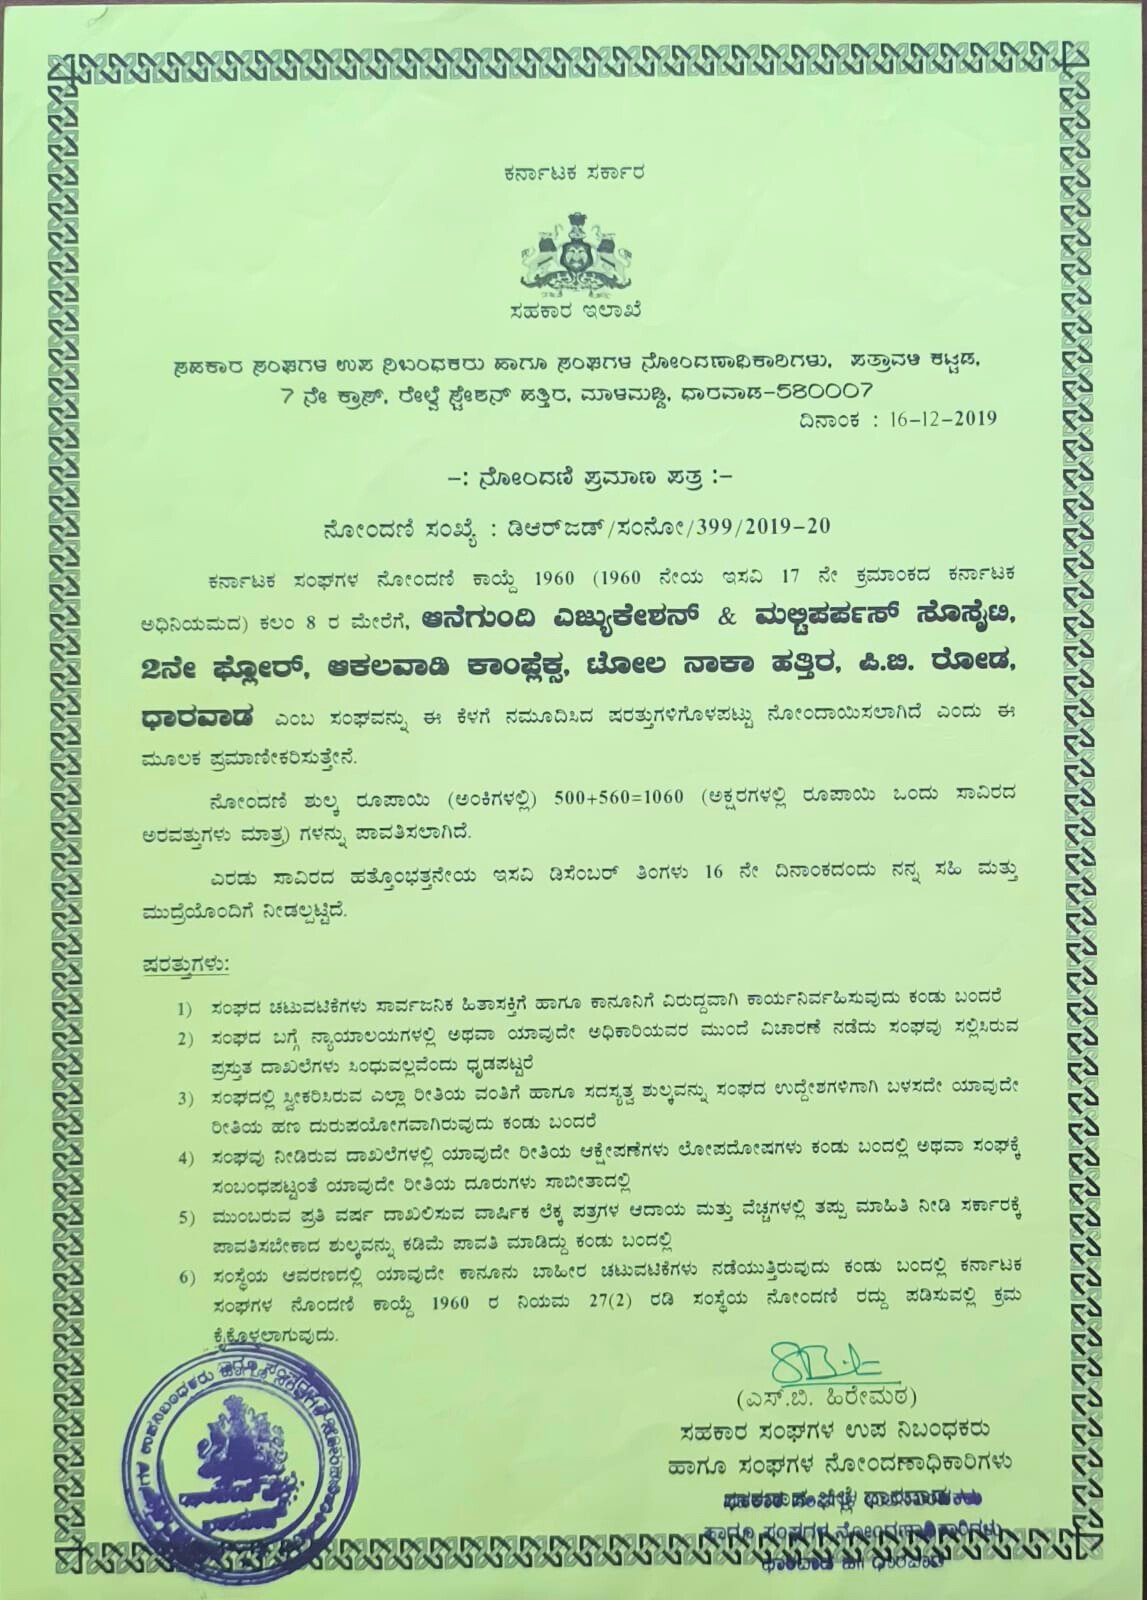 ಕರ್ನಾಟಕ ಸರ್ಕಾರ
ಸಹಕಾರ ಇಲಾಖೆ
ಸಹಕಾರ ಸಂಘಗಳ ಉಪ ನಿಬಂಧಕರು ಹಾಗೂ ಸಂಘಗಳ ನೋಂದಣಾಧಿಕಾರಿಗಳು, ಪತ್ರಾವಳಿ ಕಟ್ಟಡ,
7 ನೇ ಕ್ರಾಸ್, ರೇಲ್ವೆ ಸ್ಟೇಶನ್ ಹತ್ತಿರ, ಮಾಳಮಡ್ಡಿ, ಧಾರವಾಡ-580007
ದಿನಾಂಕ : 16-12-2019
-: ನೋಂದಣಿ ಪ್ರಮಾಣ ಪತ್ರ :-
ನೋಂದಣಿ ಸಂಖ್ಯೆ : ಡಿಆರ್‌ಜಡ್/ಸಂನೋ/399/2019-20
ಕರ್ನಾಟಕ ಸಂಘಗಳ ನೋಂದಣಿ ಕಾಯ್ದೆ 1960 (1960 ನೇಯ ಇಸವಿ 17 ನೇ ಕ್ರಮಾಂಕದ ಕರ್ನಾಟಕ
ಅಧಿನಿಯಮದ) ಕಲಂ 8 ರ ಮೇರೆಗೆ, ಆನೆಗುಂದಿ ಎಜ್ಯುಕೇಶನ್ & ಮಲ್ಟಿಪರ್ಪಸ್ ಸೊಸೈಟಿ,
2ನೇ ಫ್ಲೋರ್, ಆಕಲವಾಡಿ ಕಾಂಪ್ಲೆಕ್ಸ, ಟೋಲ ನಾಕಾ ಹತ್ತಿರ, ಪಿ.ಬಿ. ರೋಡ,
ಧಾರವಾಡ ಎಂಬ ಸಂಘವನ್ನು ಈ ಕೆಳಗೆ ನಮೂದಿಸಿದ ಷರತ್ತುಗಳಿಗೊಳಪಟ್ಟು ನೋಂದಾಯಿಸಲಾಗಿದೆ ಎಂದು ಈ
ಮೂಲಕ ಪ್ರಮಾಣೀಕರಿಸುತ್ತೇನೆ.
ನೋಂದಣಿ ಶುಲ್ಕ ರೂಪಾಯಿ (ಅಂಕಿಗಳಲ್ಲಿ) 500+560=1060 (ಅಕ್ಷರಗಳಲ್ಲಿ ರೂಪಾಯಿ ಒಂದು ಸಾವಿರದ
ಅರವತ್ತುಗಳು ಮಾತ್ರ) ಗಳನ್ನು ಪಾವತಿಸಲಾಗಿದೆ.
ಎರಡು ಸಾವಿರದ ಹತ್ತೊಂಭತ್ತನೇಯ ಇಸವಿ ಡಿಸೆಂಬರ್ ತಿಂಗಳು 16 ನೇ ದಿನಾಂಕದಂದು ನನ್ನ ಸಹಿ ಮತ್ತು
ಮುದ್ರೆಯೊಂದಿಗೆ ನೀಡಲ್ಪಟ್ಟಿದೆ.
ಷರತ್ತುಗಳು:
1) ಸಂಘದ ಚಟುವಟಿಕೆಗಳು ಸಾರ್ವಜನಿಕ ಹಿತಾಸಕ್ತಿಗೆ ಹಾಗೂ ಕಾನೂನಿಗೆ ವಿರುದ್ದವಾಗಿ ಕಾರ್ಯನಿರ್ವಹಿಸುವುದು ಕಂಡು ಬಂದರೆ
2) ಸಂಘದ ಬಗ್ಗೆ ನ್ಯಾಯಾಲಯಗಳಲ್ಲಿ ಅಥವಾ ಯಾವುದೇ ಅಧಿಕಾರಿಯವರ ಮುಂದೆ ವಿಚಾರಣೆ ನಡೆದು ಸಂಘವು ಸಲ್ಲಿಸಿರುವ
ಪ್ರಸ್ತುತ ದಾಖಲೆಗಳು ಸಿಂಧುವಲ್ಲವೆಂದು ಧೃಡಪಟ್ಟರೆ
3) ಸಂಘದಲ್ಲಿ ಸ್ವೀಕರಿಸಿರುವ ಎಲ್ಲಾ ರೀತಿಯ ವಂತಿಗೆ ಹಾಗೂ ಸದಸ್ಯತ್ವ ಶುಲ್ಕವನ್ನು ಸಂಘದ ಉದ್ದೇಶಗಳಿಗಾಗಿ ಬಳಸದೇ ಯಾವುದೇ
ರೀತಿಯ ಹಣ ದುರುಪಯೋಗವಾಗಿರುವುದು ಕಂಡು ಬಂದರೆ
4) ಸಂಘವು ನೀಡಿರುವ ದಾಖಲೆಗಳಲ್ಲಿ ಯಾವುದೇ ರೀತಿಯ ಆಕ್ಷೇಪಣೆಗಳು ಲೋಪದೋಷಗಳು ಕಂಡು ಬಂದಲ್ಲಿ ಅಥವಾ ಸಂಘಕ್ಕೆ
ಸಂಬಂಧಪಟ್ಟಂತೆ ಯಾವುದೇ ರೀತಿಯ ದೂರುಗಳು ಸಾಬೀತಾದಲ್ಲಿ
5) ಮುಂಬರುವ ಪ್ರತಿ ವರ್ಷ ದಾಖಲಿಸುವ ವಾರ್ಷಿಕ ಲೆಕ್ಕ ಪತ್ರಗಳ ಆದಾಯ ಮತ್ತು ವೆಚ್ಚಗಳಲ್ಲಿ ತಪ್ಪು ಮಾಹಿತಿ ನೀಡಿ ಸರ್ಕಾರಕ್ಕೆ
ಪಾವತಿಸಬೇಕಾದ ಶುಲ್ಕವನ್ನು ಕಡಿಮೆ ಪಾವತಿ ಮಾಡಿದ್ದು ಕಂಡು ಬಂದಲ್ಲಿ
6) ಸಂಸ್ಥೆಯ ಆವರಣದಲ್ಲಿ ಯಾವುದೇ ಕಾನೂನು ಬಾಹೀರ ಚಟುವಟಿಕೆಗಳು ನಡೆಯುತ್ತಿರುವುದು ಕಂಡು ಬಂದಲ್ಲಿ ಕರ್ನಾಟಕ
ಸಂಘಗಳ ನೊಂದಣಿ ಕಾಯ್ದೆ 1960 ರ ನಿಯಮ 27(2) ರಡಿ ಸಂಸ್ಥೆಯ ನೋಂದಣಿ ರದ್ದು ಪಡಿಸುವಲ್ಲಿ ಕ್ರಮ
ಕೈಕೊಳ್ಳಲಾಗುವುದು.
(ಎಸ್.ಬಿ. ಹಿರೇಮಠ)
ಸಹಕಾರ ಸಂಘಗಳ ಉಪ ನಿಬಂಧಕರು
ಹಾಗೂ ಸಂಘಗಳ ನೋಂದಣಾಧಿಕಾರಿಗಳು
ಹಾಗೂ ಸಂಘಗಳ ನೋಂದಣಾಧಿಕಾರಿಗಳು